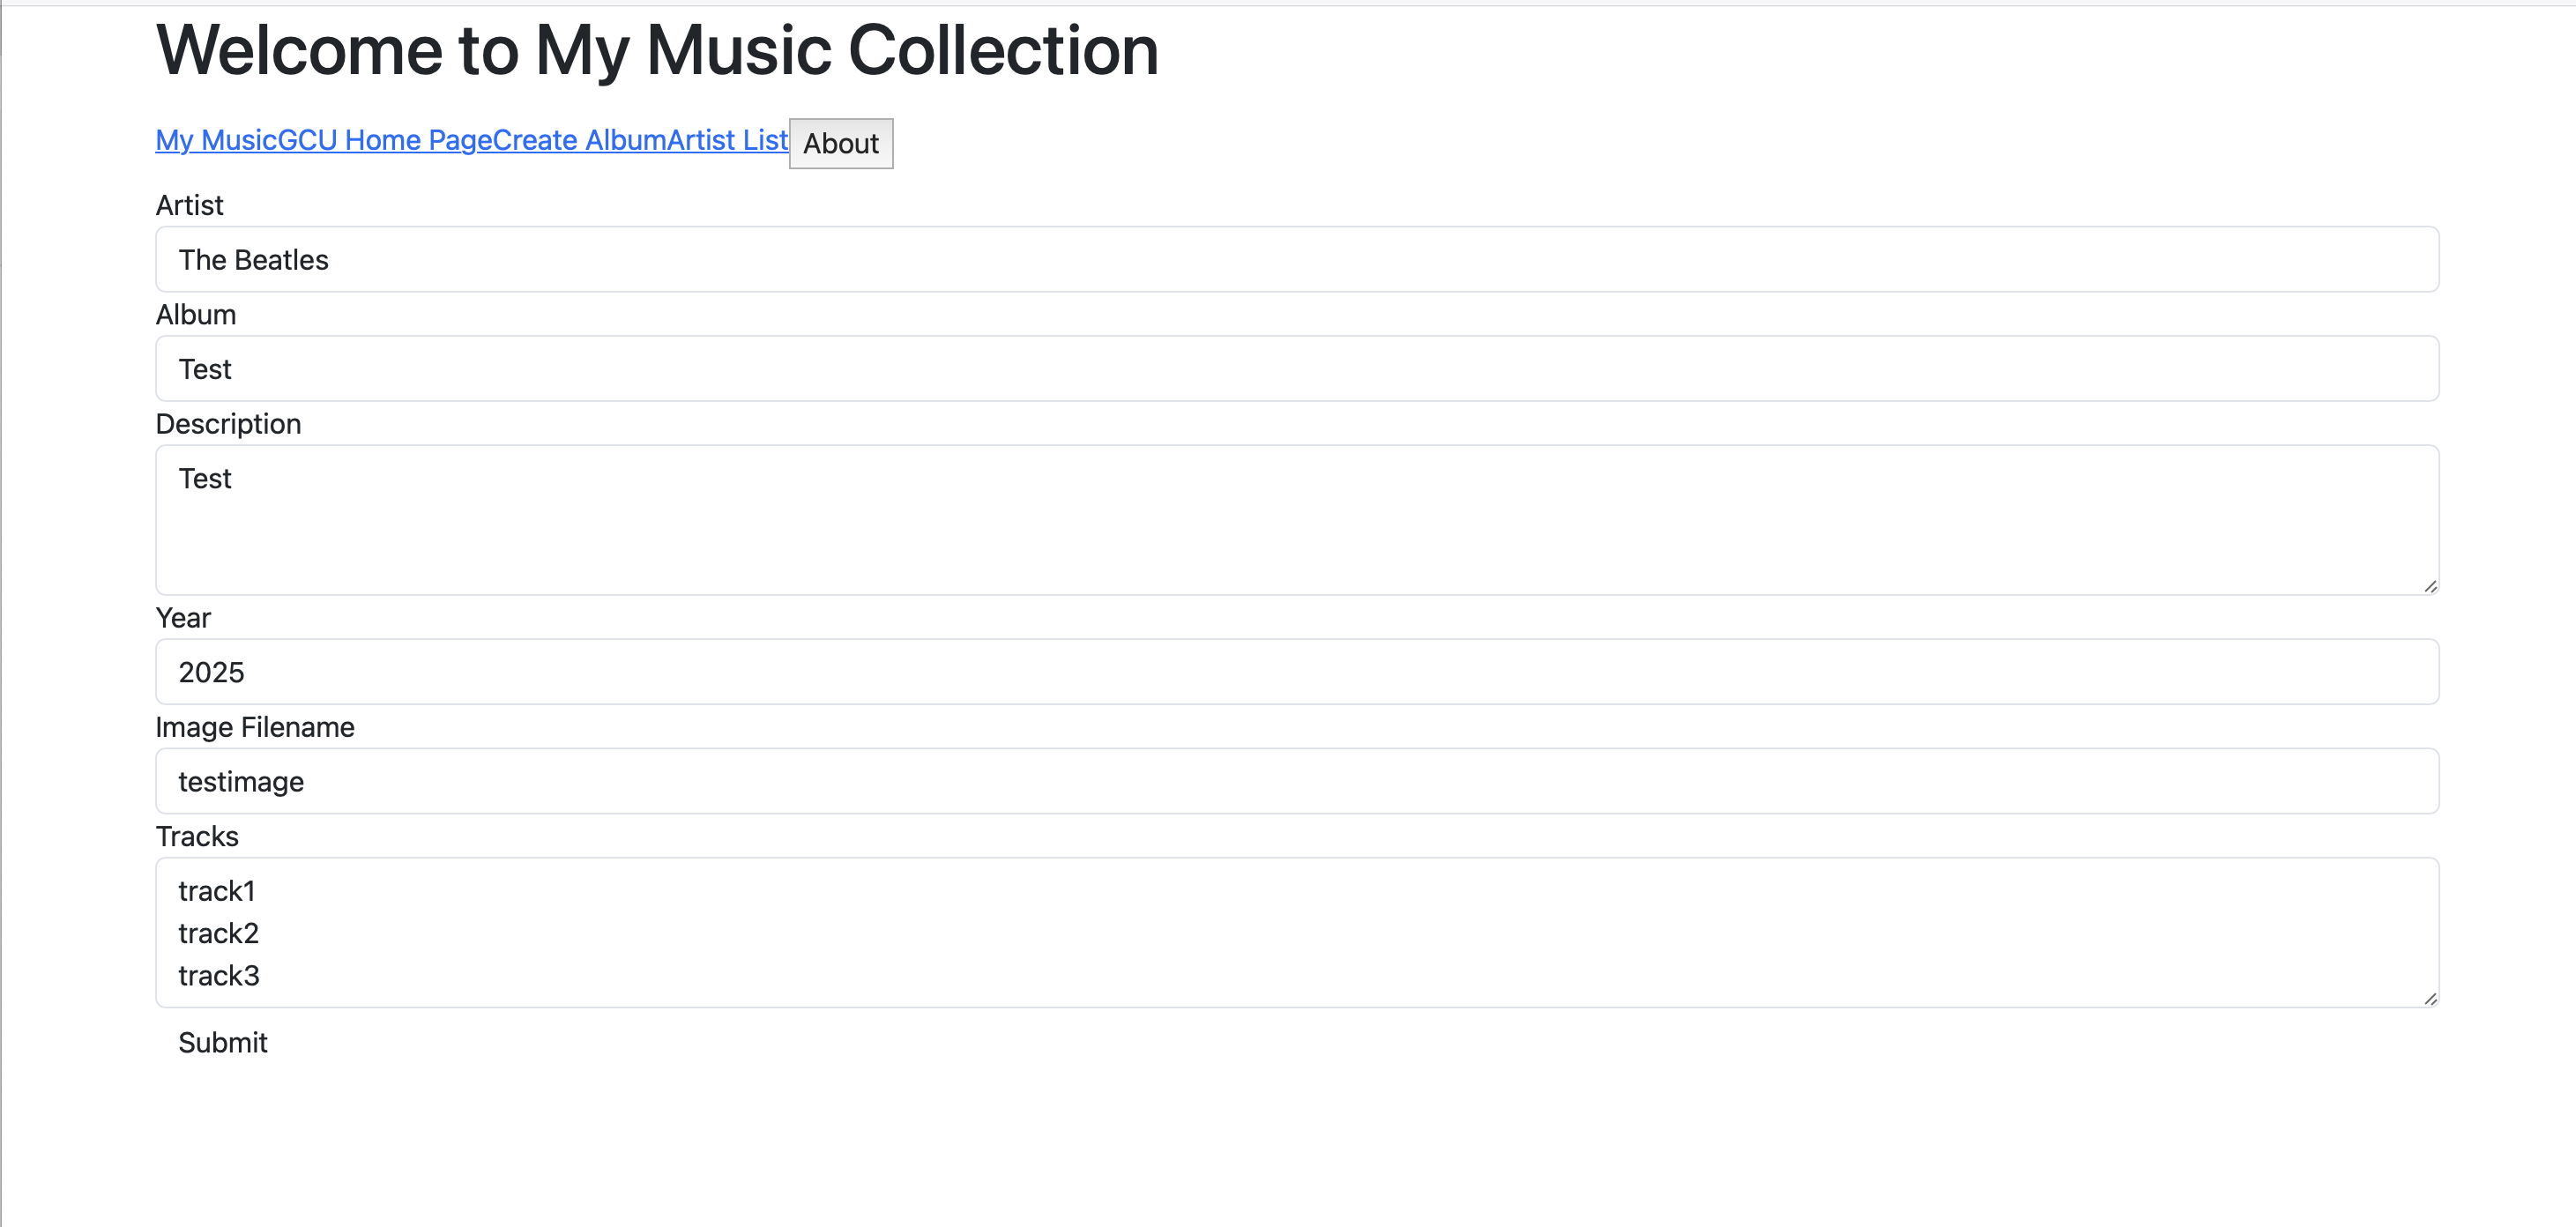 Welcome to My Music Collection
My MusicGCU Home PageCreate AlbumArtist List About
Artist
The Beatles
Album
Test
Description
Test
Year
2025
Image Filename
testimage
Tracks
track1
track2
track3
Submit